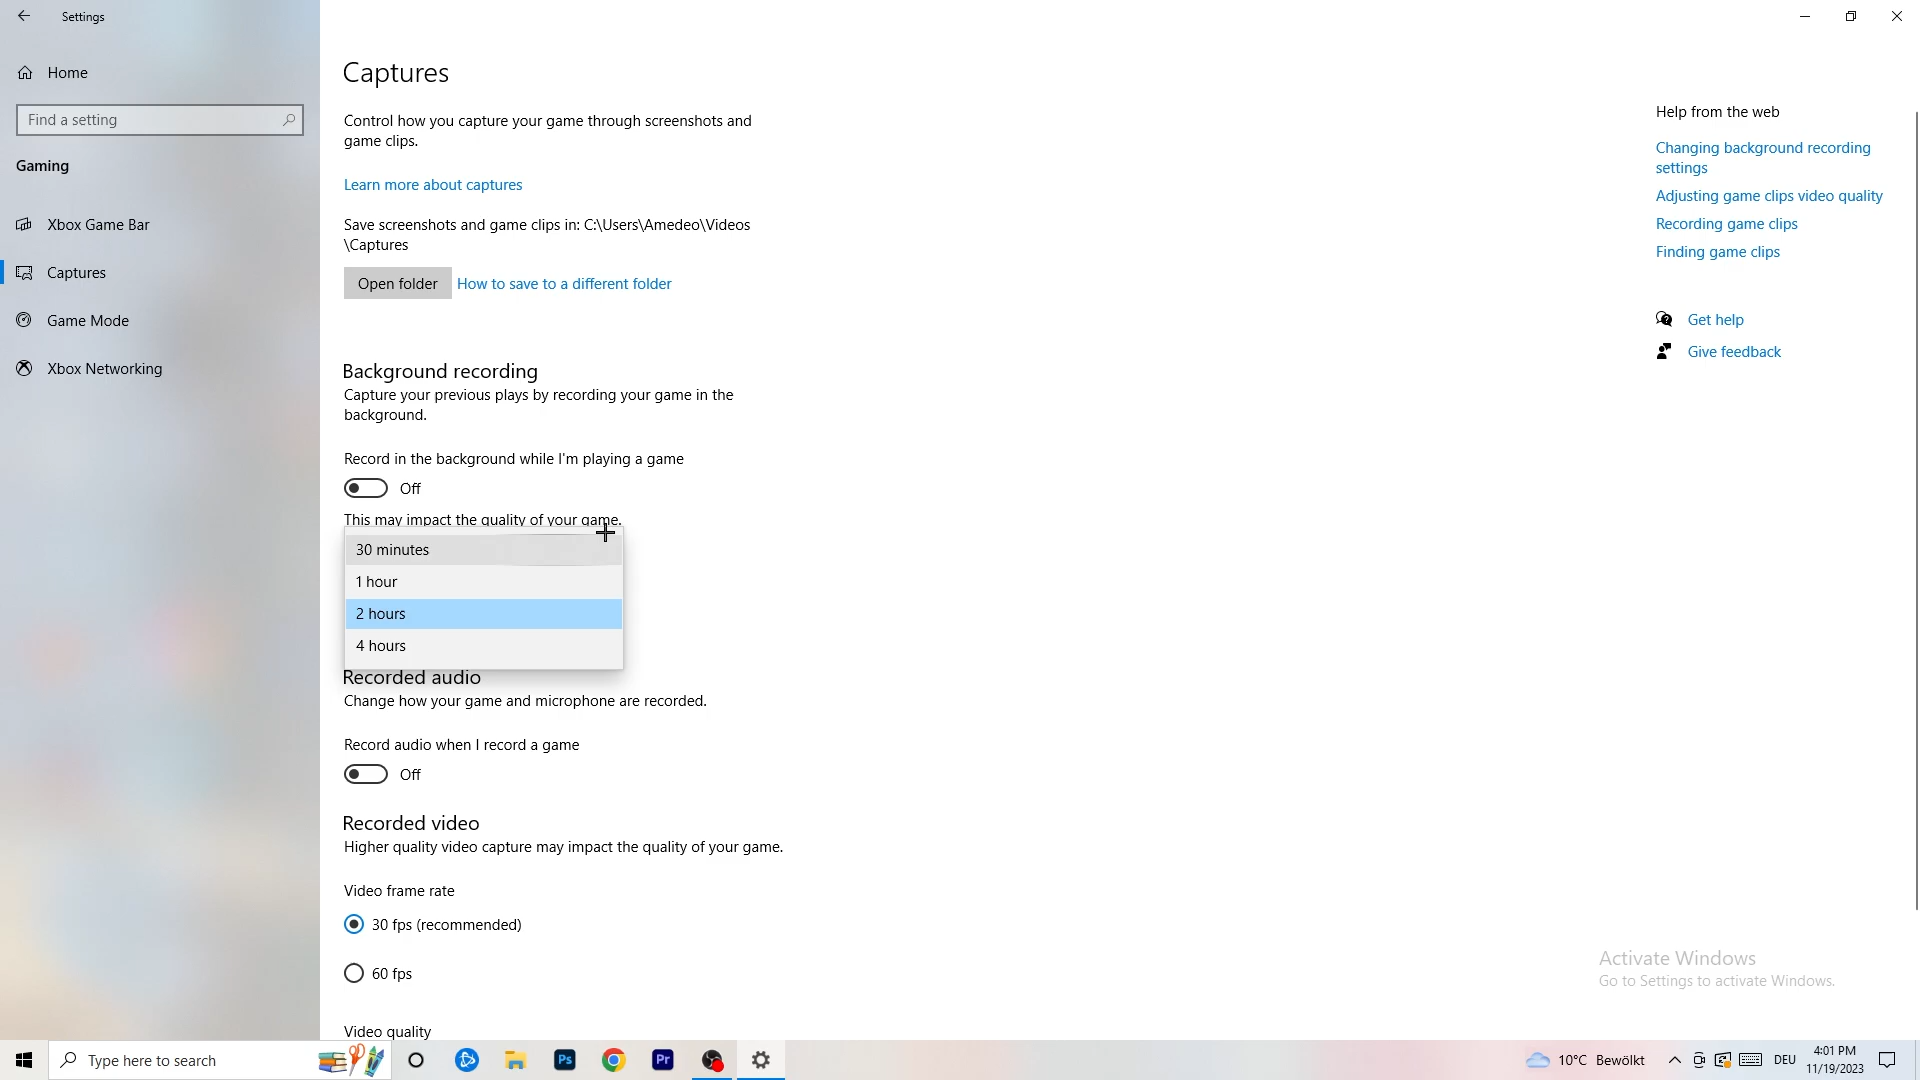 Settings
Home
Find a setting
Gaming
Xbox Game Bar
Captures
Game Mode
Xbox Networking
Captures
Control how you capture your game through screenshots and
game clips.
Learn more about captures
Save screenshots and game clips in: C:\Users\Amedeo\Videos
\Captures
Open folder
How to save to a different folder
Background recording
Capture your previous plays by recording your game in the
background.
Record in the background while I'm playing a game
Off
This may impact the quality of your game.
30 minutes
1 hour
2 hours
4 hours
Recorded audio
Change how your game and microphone are recorded.
Record audio when I record a game
Off
Recorded video
Higher quality video capture may impact the quality of your game.
Video frame rate
30 fps (recommended)
60 fps
Video quality
Help from the web
Changing background recording
settings
Adjusting game clips video quality
Recording game clips
Finding game clips
Get help
Give feedback
Activate Windows
Go to Settings to activate Windows.
Type here to search
Ps
Pr
10°C Bewölkt
DEU
4:01 PM
11/19/2023